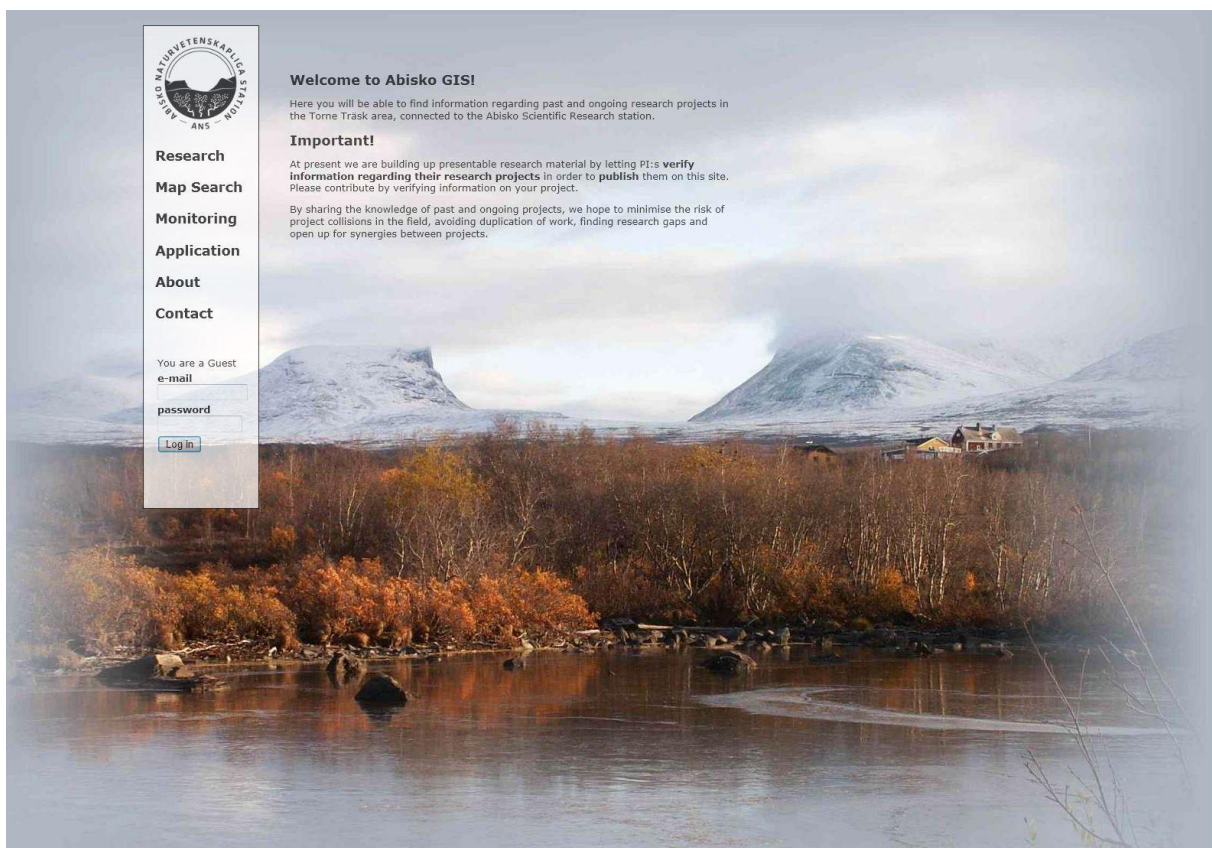 ABISKO NATURVETENSKAPLIGA STATION
ANS
Research
Map Search
Monitoring
Application
About
Contact
You are a Guest
e-mail
password
Log in
Welcome to Abisko GIS!
Here you will be able to find information regarding past and ongoing research projects in
the Torne Träsk area, connected to the Abisko Scientific Research station.
Important!
At present we are building up presentable research material by letting PI:s verify
information regarding their research projects in order to publish them on this site.
Please contribute by verifying information on your project.
By sharing the knowledge of past and ongoing projects, we hope to minimise the risk of
project collisions in the field, avoiding duplication of work, finding research gaps and
open up for synergies between projects.